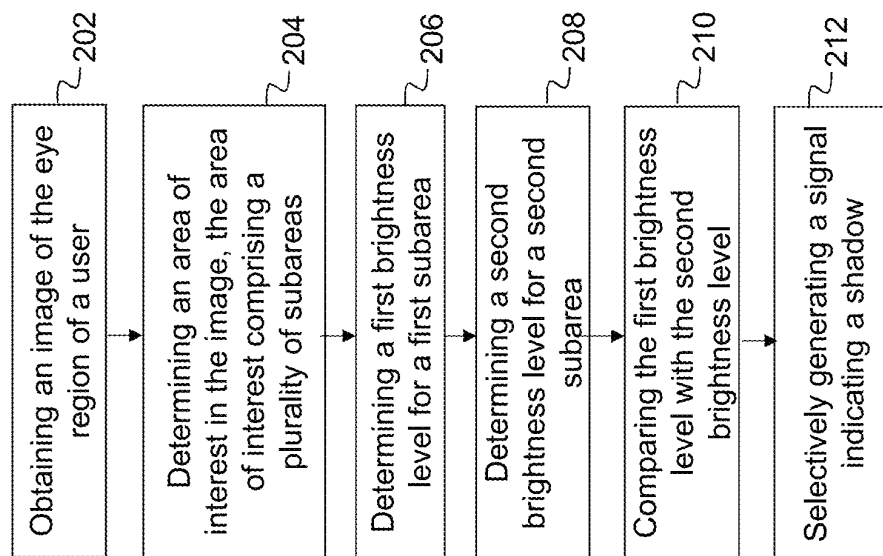 Obtaining an image of the eye
region of a user
202
Determining an area of
interest in the image, the area
of interest comprising a
plurality of subareas
204
Determining a first brightness
level for a first subarea
206
Determining a second
brightness level for a second
subarea
208
Comparing the first brightness
level with the second
brightness level
210
Selectively generating a signal
indicating a shadow
212